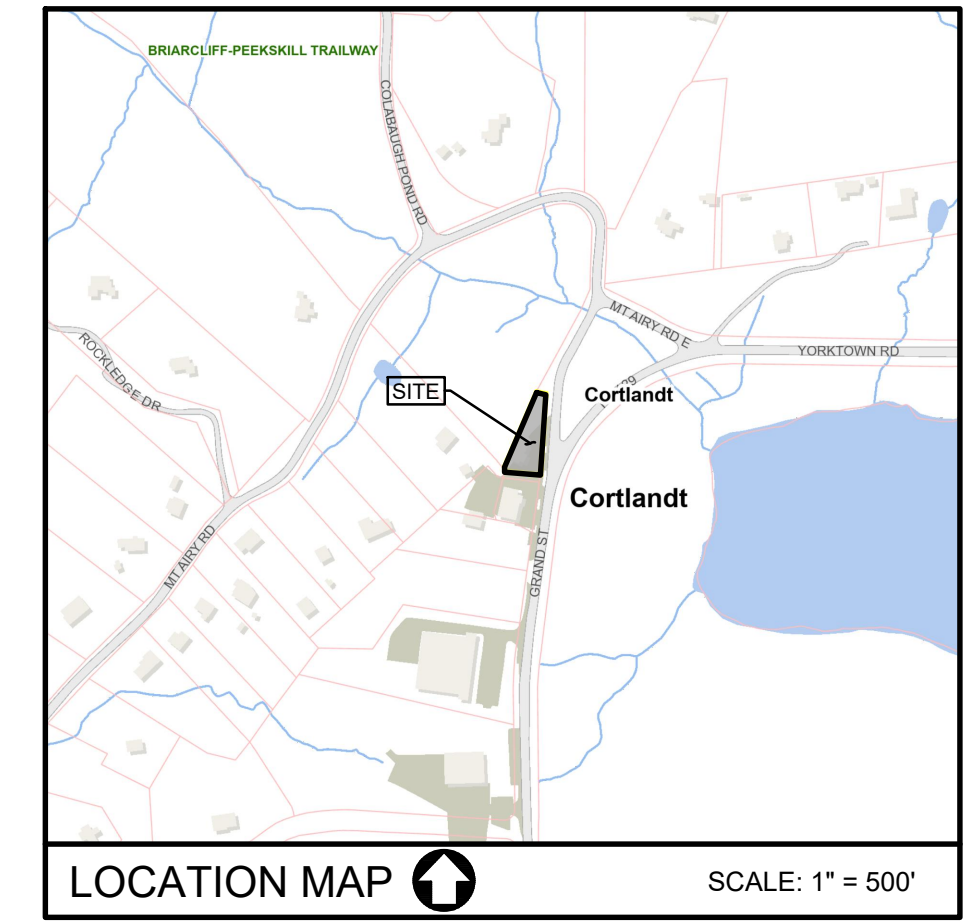 BRIARCLIFF-PEEKSKILL TRAILWAY
COLABAUGH POND RD
MT AIRY RD E
YORKTOWN RD
ROCKLEDGE DR
SITE
Cortlandt
Cortlandt
GRAND ST
MT AIRY RD
LOCATION MAP
SCALE: 1" = 500'